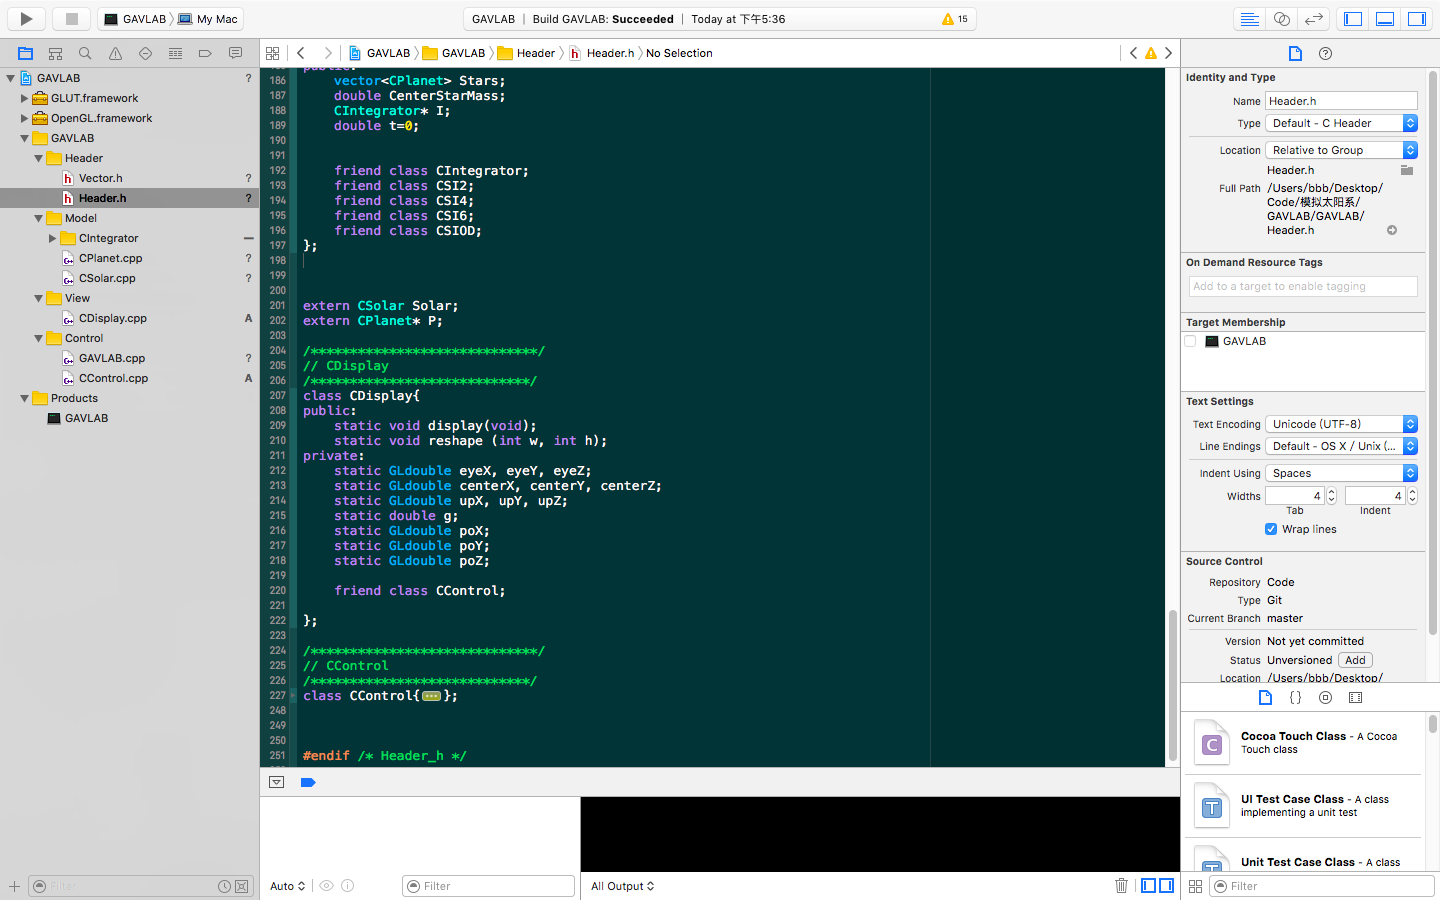 GAVLAB 〉 My Mac
GAVLAB | Build GAVLAB: Succeeded | Today at 下午5:36
15
GAVLAB
?
GLUT.framework
OpenGL.framework
GAVLAB
Header
Vector.h
?
Header.h
?
Model
CIntegrator
CPlanet.cpp
?
CSolar.cpp
?
View
CDisplay.cpp
A
Control
GAVLAB.cpp
?
CControl.cpp
A
Products
GAVLAB
Filter
GAVLAB 〉 GAVLAB 〉 Header 〉 Header.h 〉 No Selection
public:
186 vector<CPlanet> Stars;
187 double CenterStarMass;
188 CIntegrator* I;
189 double t=0;
190
191
192 friend class CIntegrator;
193 friend class CSI2;
194 friend class CSI4;
195 friend class CSI6;
196 friend class CSIOD;
197 };
198
199
200
201 extern CSolar Solar;
202 extern CPlanet* P;
203
204 /*****************************/
205 // CDisplay
206 /****************************/
207 class CDisplay{
208 public:
209 static void display(void);
210 static void reshape (int w, int h);
211 private:
212 static GLdouble eyeX, eyeY, eyeZ;
213 static GLdouble centerX, centerY, centerZ;
214 static GLdouble upX, upY, upZ;
215 static double g;
216 static GLdouble poX;
217 static GLdouble poY;
218 static GLdouble poZ;
219
220 friend class CControl;
221
222 };
223
224 /*****************************/
225 // CControl
226 /****************************/
227 class CControl{ ••• };
248
249
250
251 #endif /* Header_h */
Auto
Filter
All Output
Identity and Type
Name Header.h
Type Default - C Header
Location Relative to Group
Header.h
Full Path /Users/bbb/Desktop/
Code/模拟太阳系/
GAVLAB/GAVLAB/
Header.h
On Demand Resource Tags
Add to a target to enable tagging
Target Membership
GAVLAB
Text Settings
Text Encoding Unicode (UTF-8)
Line Endings Default - OS X / Unix (...
Indent Using Spaces
Widths 4 4
Tab Indent
Wrap lines
Source Control
Repository Code
Type Git
Current Branch master
Version Not yet committed
Status Unversioned Add
Location /Users/bbb/Desktop/
C
Cocoa Touch Class - A Cocoa
Touch class
T
UI Test Case Class - A class
implementing a unit test
T
Unit Test Case Class - A class
Filter